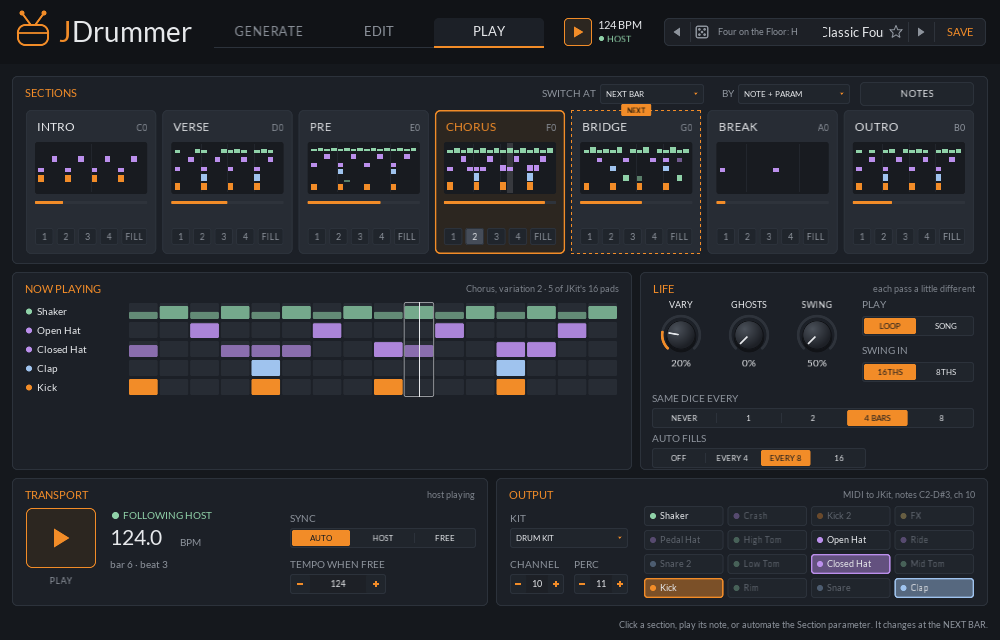 JDrummer GENERATE EDIT PLAY 124 BPM HOST Four on the Floor: H Classic Fou SAVE
SECTIONS SWITCH AT NEXT BAR BY NOTE + PARAM NOTES
NEXT
INTRO C0 VERSE D0 PRE E0 CHORUS F0 BRIDGE G0 BREAK A0 OUTRO B0
1 2 3 4 FILL 1 2 3 4 FILL 1 2 3 4 FILL 1 2 3 4 FILL 1 2 3 4 FILL 1 2 3 4 FILL 1 2 3 4 FILL
NOW PLAYING Chorus, variation 2 · 5 of JKit's 16 pads
Shaker
Open Hat
Closed Hat
Clap
Kick
LIFE each pass a little different
VARY GHOSTS SWING PLAY
LOOP SONG
SWING IN
20% 0% 50% 16THS 8THS
SAME DICE EVERY
NEVER 1 2 4 BARS 8
AUTO FILLS
OFF EVERY 4 EVERY 8 16
TRANSPORT host playing
FOLLOWING HOST SYNC
124.0 BPM AUTO HOST FREE
bar 6 · beat 3 TEMPO WHEN FREE
PLAY − 124 +
OUTPUT MIDI to JKit, notes C2-D#3, ch 10
KIT
DRUM KIT
CHANNEL PERC
− 10 + − 11 +
Shaker Crash Kick 2 FX
Pedal Hat High Tom Open Hat Ride
Snare 2 Low Tom Closed Hat Mid Tom
Kick Rim Snare Clap
Click a section, play its note, or automate the Section parameter. It changes at the NEXT BAR.